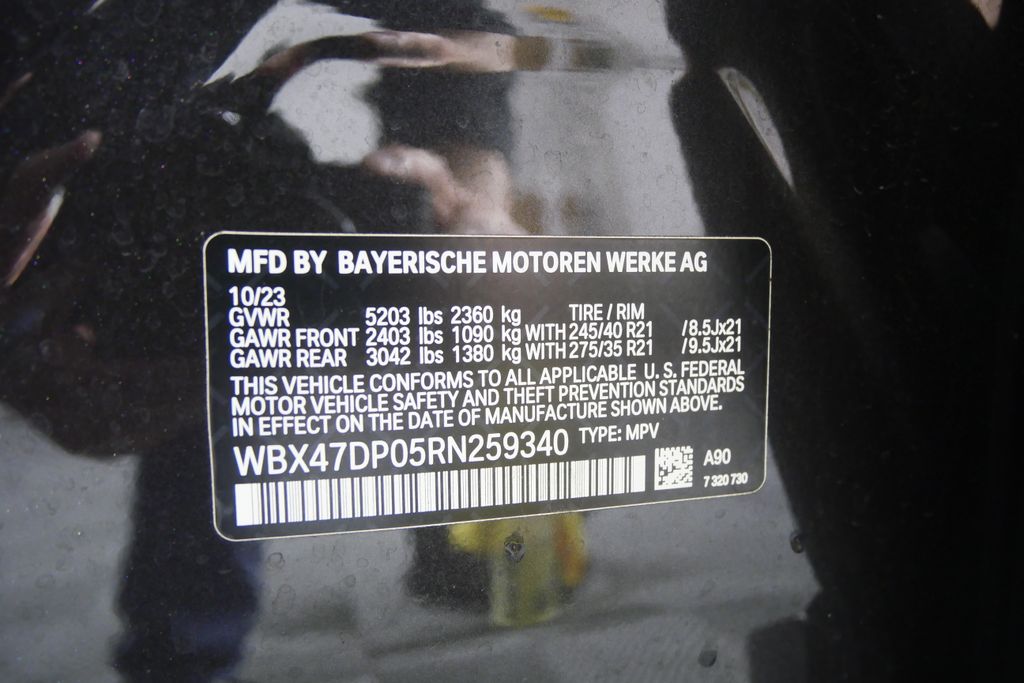 MFD BY BAYERISCHE MOTOREN WERKE AG
10/23
GVWR 5203 lbs 2360 kg TIRE / RIM
GAWR FRONT 2403 lbs 1090 kg WITH 245/40 R21 /8.5Jx21
GAWR REAR 3042 lbs 1380 kg WITH 275/35 R21 /9.5Jx21
THIS VEHICLE CONFORMS TO ALL APPLICABLE U. S. FEDERAL
MOTOR VEHICLE SAFETY AND THEFT PREVENTION STANDARDS
IN EFFECT ON THE DATE OF MANUFACTURE SHOWN ABOVE.
WBX47DP05RN259340 TYPE: MPV
A90
7 320 730